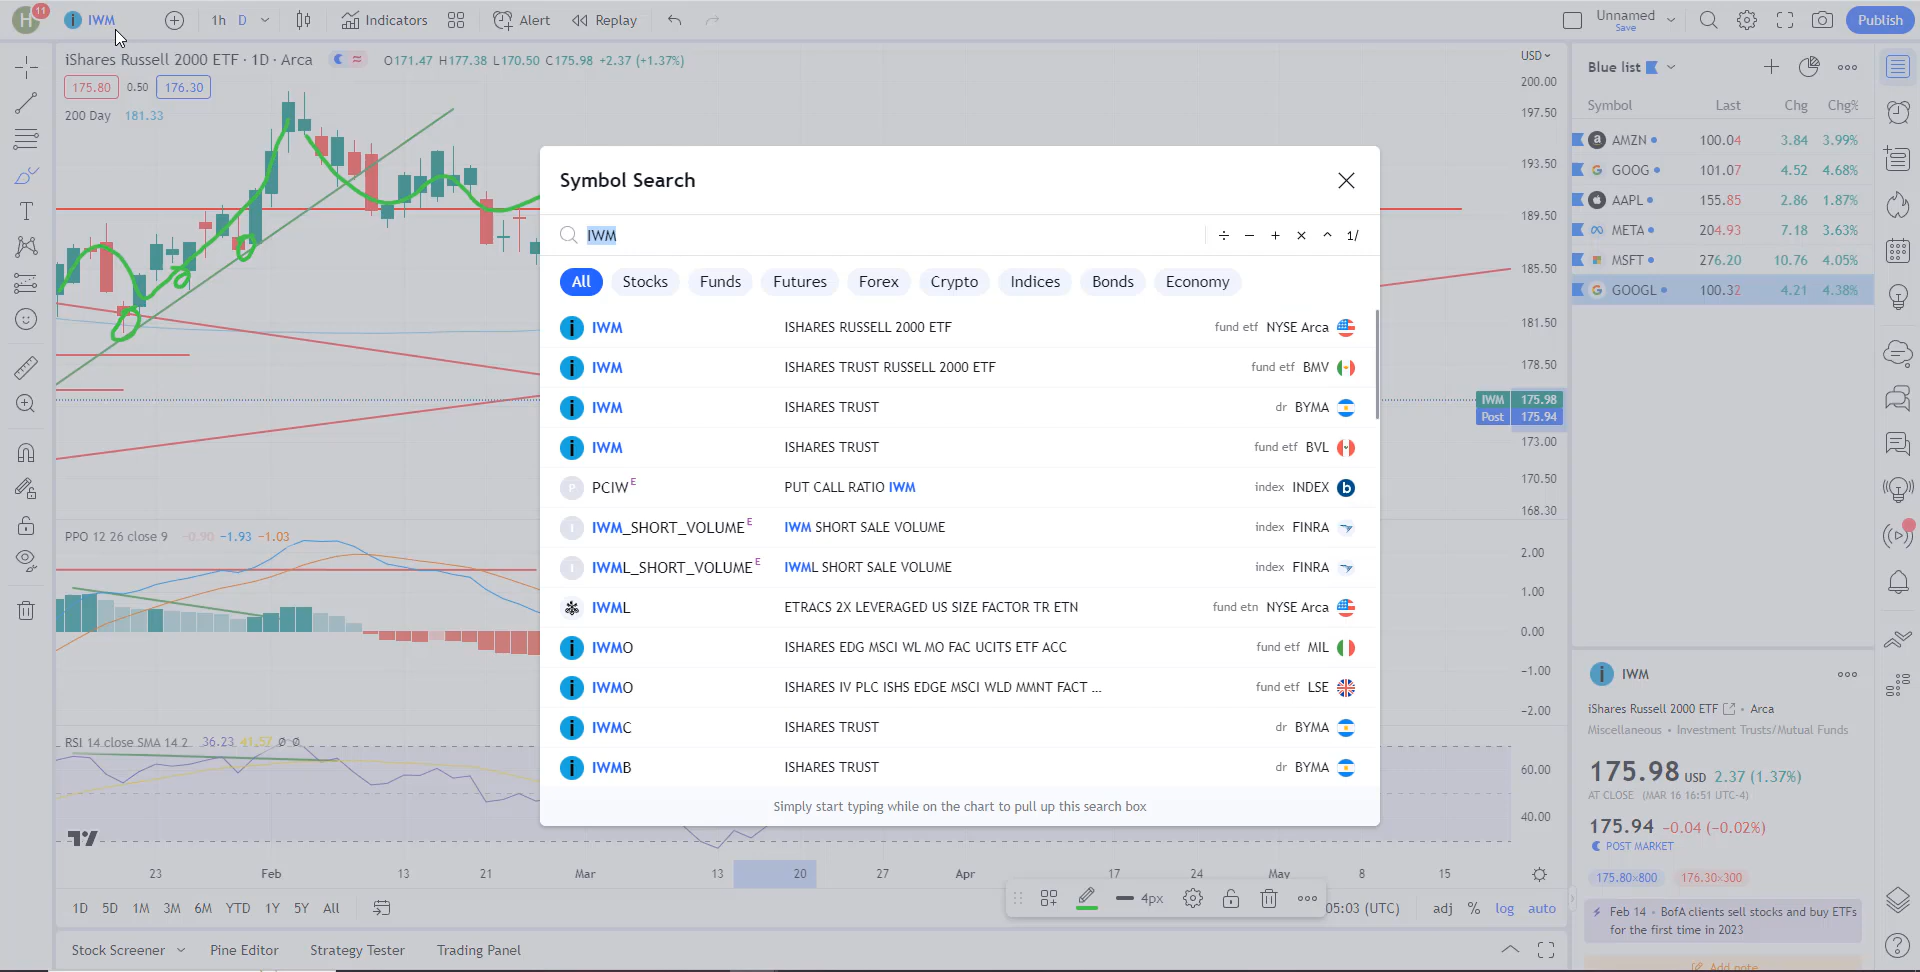 H 11 IWM 1h D Indicators Alert Replay Unnamed Save Publish
iShares Russell 2000 ETF · 1D · Arca O171.47 H177.38 L170.50 C175.98 +2.37 (+1.37%) USD
175.80 0.50 176.30
200 Day 181.33
200.00
197.50
193.50
189.50
185.50
181.50
178.50
IWM 175.98
Post 175.94
173.00
170.50
168.30
PPO 12 26 close 9 −0.90 −1.93 −1.03
2.00
1.00
0.00
−1.00
−2.00
RSI 14 close SMA 14 2 36.23 41.57 Ø Ø
60.00
40.00
23 Feb 13 21 Mar 13 20 27 Apr 17 24 May 8 15
1D 5D 1M 3M 6M YTD 1Y 5Y All 4px 05:03 (UTC) adj % log auto
Stock Screener Pine Editor Strategy Tester Trading Panel
Symbol Search
IWM ÷ − + × ^ 1/
All Stocks Funds Futures Forex Crypto Indices Bonds Economy
IWM ISHARES RUSSELL 2000 ETF fund etf NYSE Arca
IWM ISHARES TRUST RUSSELL 2000 ETF fund etf BMV
IWM ISHARES TRUST dr BYMA
IWM ISHARES TRUST fund etf BVL
P PCIW E PUT CALL RATIO IWM index INDEX b
I IWM_SHORT_VOLUME E IWM SHORT SALE VOLUME index FINRA
I IWML_SHORT_VOLUME E IWML SHORT SALE VOLUME index FINRA
IWML ETRACS 2X LEVERAGED US SIZE FACTOR TR ETN fund etn NYSE Arca
IWMO ISHARES EDG MSCI WL MO FAC UCITS ETF ACC fund etf MIL
IWMO ISHARES IV PLC ISHS EDGE MSCI WLD MMNT FACT ... fund etf LSE
IWMC ISHARES TRUST dr BYMA
IWMB ISHARES TRUST dr BYMA
Simply start typing while on the chart to pull up this search box
Blue list
Symbol Last Chg Chg%
AMZN 100.04 3.84 3.99%
GOOG 101.07 4.52 4.68%
AAPL 155.85 2.86 1.87%
META 204.93 7.18 3.63%
MSFT 276.20 10.76 4.05%
GOOGL 100.32 4.21 4.38%
IWM
iShares Russell 2000 ETF • Arca
Miscellaneous • Investment Trusts/Mutual Funds
175.98 USD 2.37 (1.37%)
AT CLOSE (MAR 16 16:51 UTC-4)
175.94 −0.04 (−0.02%)
POST MARKET
175.80×800 176.30×300
Feb 14 • BofA clients sell stocks and buy ETFs
for the first time in 2023
Add note